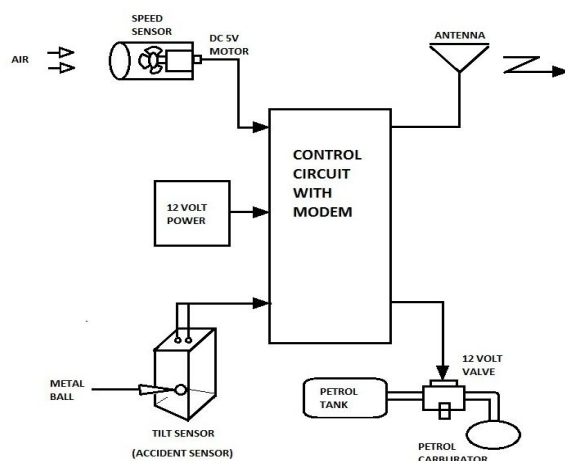 SPEED
SENSOR
DC 5V
MOTOR
AIR
ANTENNA
CONTROL
CIRCUIT
WITH
MODEM
12 VOLT
POWER
12 VOLT
VALVE
METAL
BALL
PETROL
TANK
TILT SENSOR
(ACCIDENT SENSOR)
PETROL
CARBURATOR